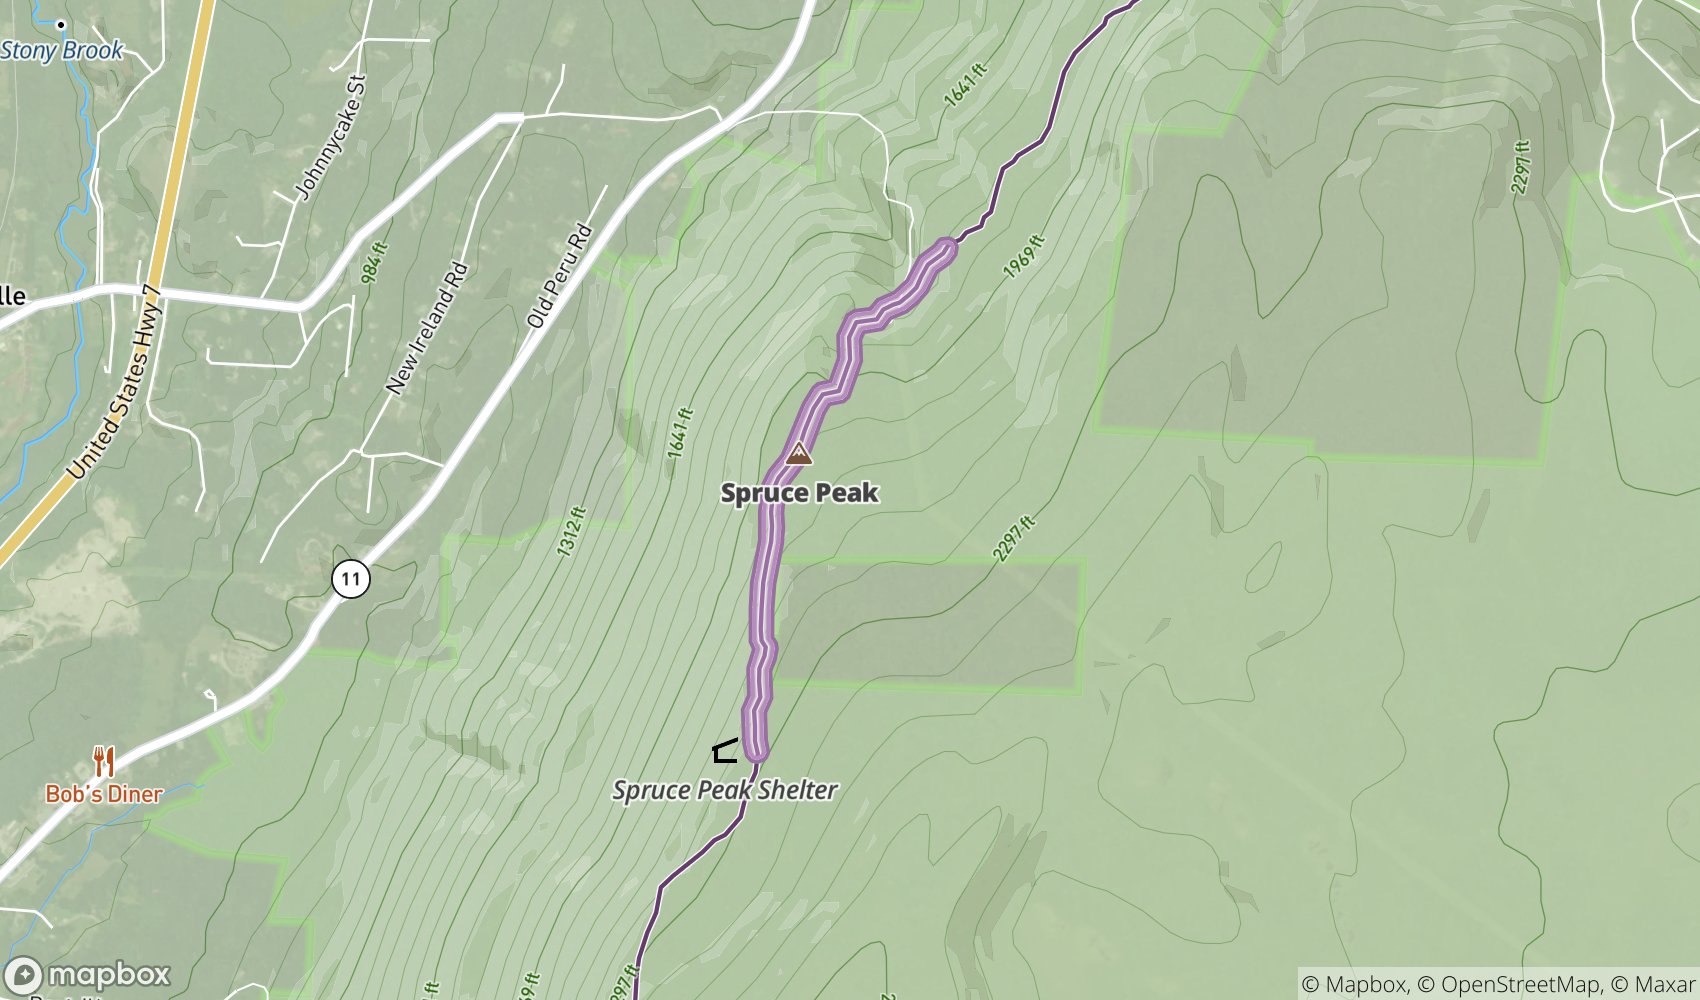 Stony Brook
Johnnycake St
1641 ft
2297 ft
984 ft
1969 ft
lle
United States Hwy 7
New Ireland Rd
Old Peru Rd
1641 ft
Spruce Peak
1312 ft
2297 ft
11
Bob's Diner
Spruce Peak Shelter
mapbox
© Mapbox, © OpenStreetMap, © Maxar